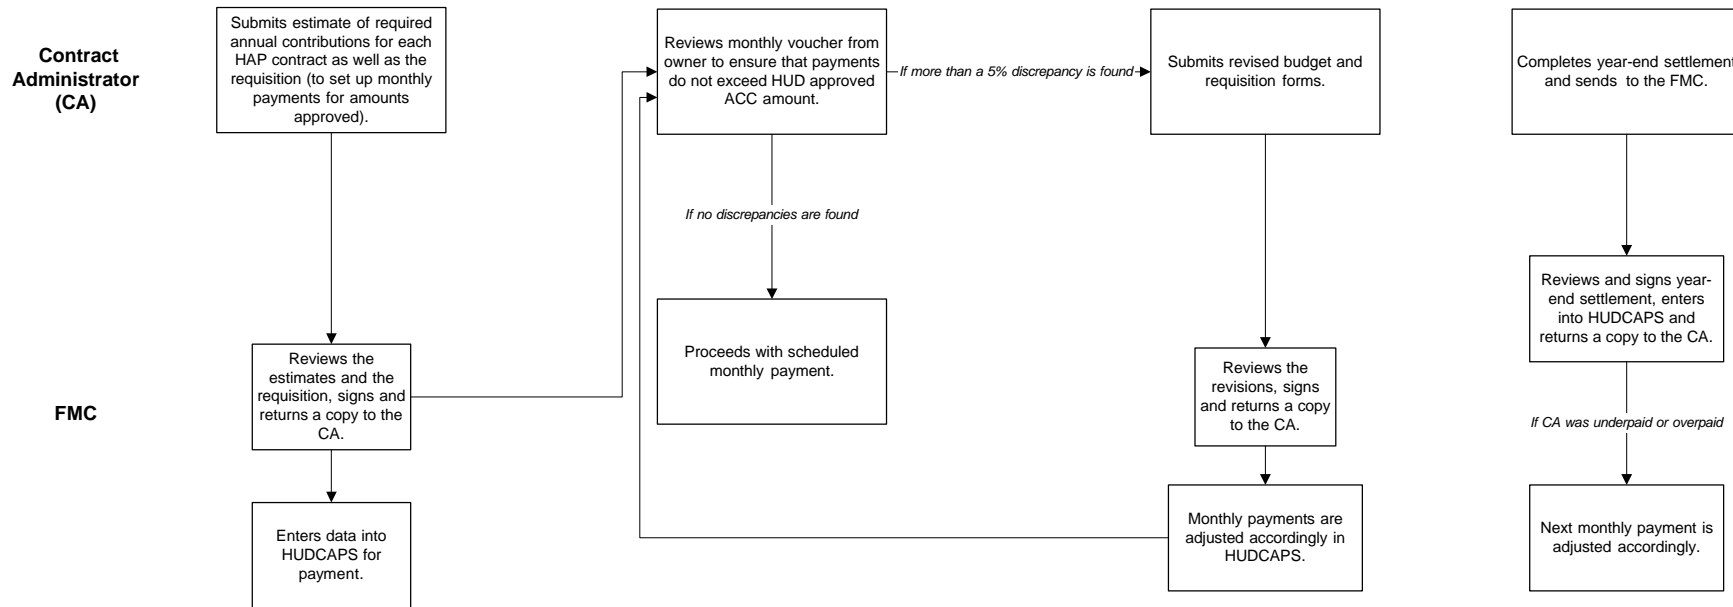 Contract
Administrator
(CA)
Submits estimate of required
annual contributions for each
HAP contract as well as the
requisition (to set up monthly
payments for amounts
approved).
Reviews monthly voucher from
owner to ensure that payments
do not exceed HUD approved
ACC amount.
If more than a 5% discrepancy is found
Submits revised budget and
requisition forms.
Completes year-end settlement
and sends to the FMC.
If no discrepancies are found
Proceeds with scheduled
monthly payment.
FMC
Reviews the
estimates and the
requisition, signs and
returns a copy to the
CA.
Enters data into
HUDCAPS for
payment.
Reviews the
revisions, signs
and returns a copy
to the CA.
Monthly payments are
adjusted accordingly in
HUDCAPS.
Reviews and signs year-
end settlement, enters
into HUDCAPS and
returns a copy to the CA.
If CA was underpaid or overpaid
Next monthly payment is
adjusted accordingly.